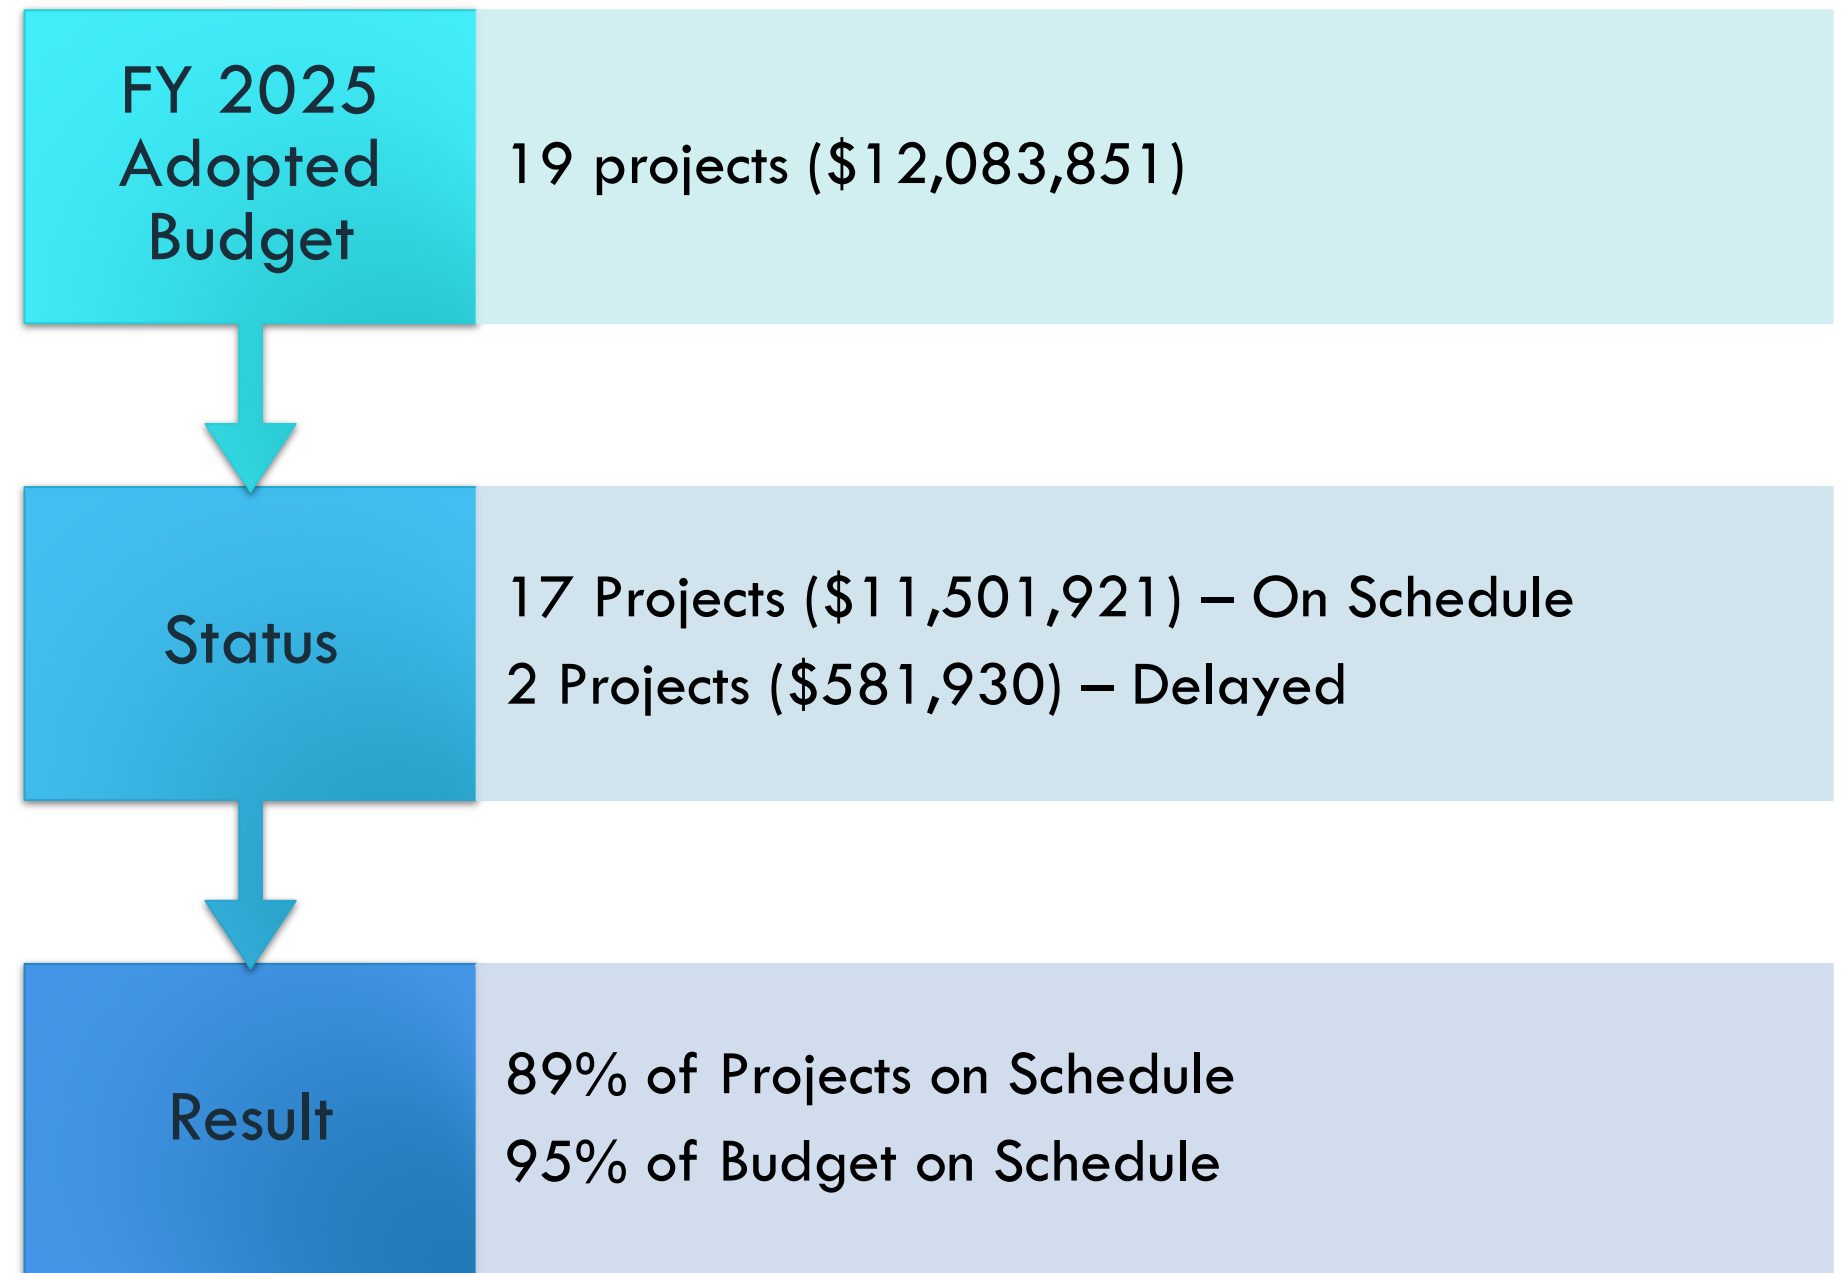 FY 2025
Adopted
Budget
19 projects ($12,083,851)
Status
17 Projects ($11,501,921) – On Schedule
2 Projects ($581,930) – Delayed
Result
89% of Projects on Schedule
95% of Budget on Schedule